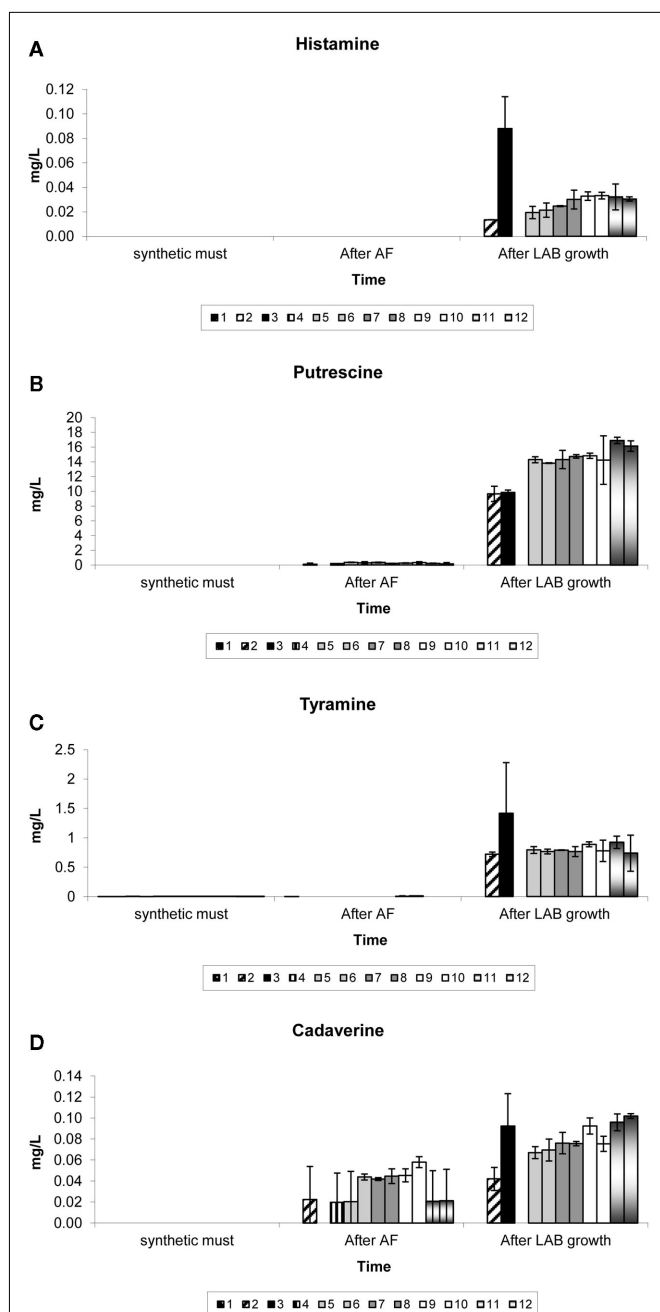 A
Histamine
0.12
0.10
0.08
0.06
0.04
0.02
0.00
mg/L
synthetic must After AF After LAB growth
Time
1 2 3 4 5 6 7 8 9 10 11 12
B
Putrescine
20
18
16
14
12
10
8
6
4
2
0
mg/L
synthetic must After AF After LAB growth
Time
1 2 3 4 5 6 7 8 9 10 11 12
C
Tyramine
2.5
2
1.5
1
0.5
0
mg/L
synthetic must After AF After LAB growth
Time
1 2 3 4 5 6 7 8 9 10 11 12
D
Cadaverine
0.14
0.12
0.10
0.08
0.06
0.04
0.02
0.00
mg/L
synthetic must After AF After LAB growth
Time
1 2 3 4 5 6 7 8 9 10 11 12